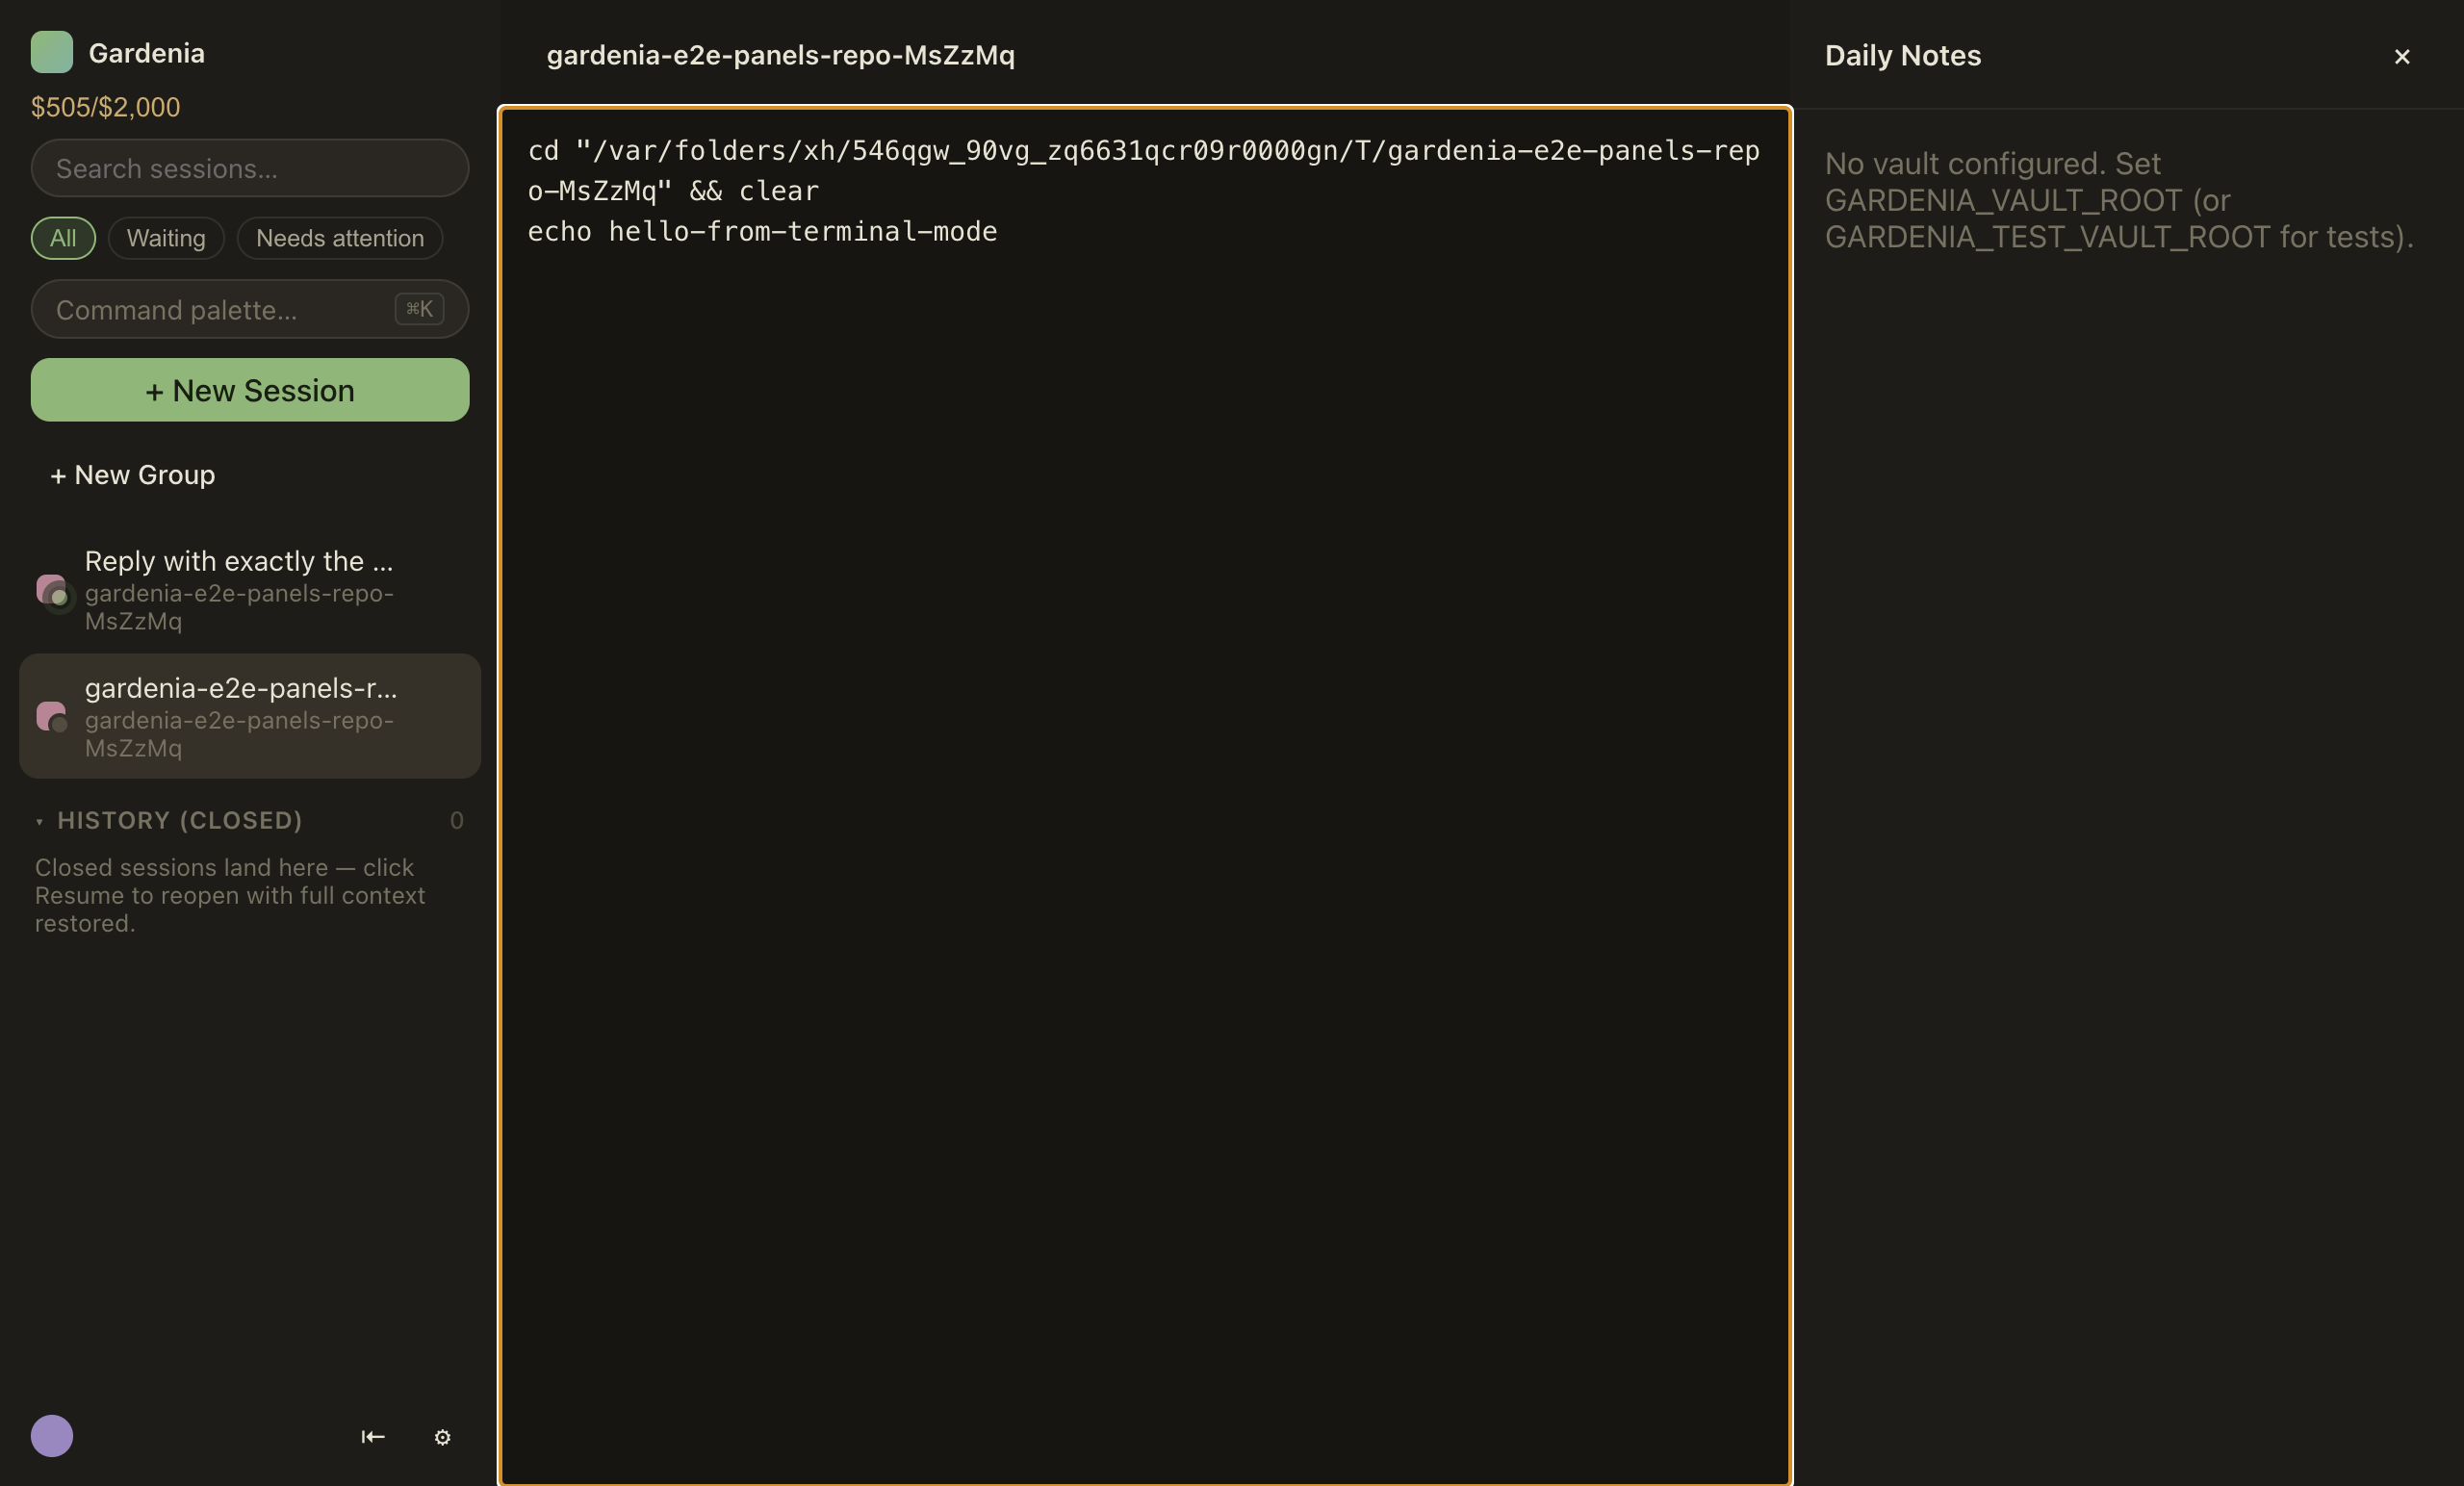 Gardenia
$505/$2,000
Search sessions...
All
Waiting
Needs attention
Command palette...
⌘K
+ New Session
+ New Group
Reply with exactly the ...
gardenia-e2e-panels-repo-
MsZzMq
gardenia-e2e-panels-r...
gardenia-e2e-panels-repo-
MsZzMq
HISTORY (CLOSED)
0
Closed sessions land here — click
Resume to reopen with full context
restored.
gardenia-e2e-panels-repo-MsZzMq
cd "/var/folders/xh/546qgw_90vg_zq6631qcr09r0000gn/T/gardenia-e2e-panels-rep
o-MsZzMq" && clear
echo hello-from-terminal-mode
Daily Notes
No vault configured. Set
GARDENIA_VAULT_ROOT (or
GARDENIA_TEST_VAULT_ROOT for tests).